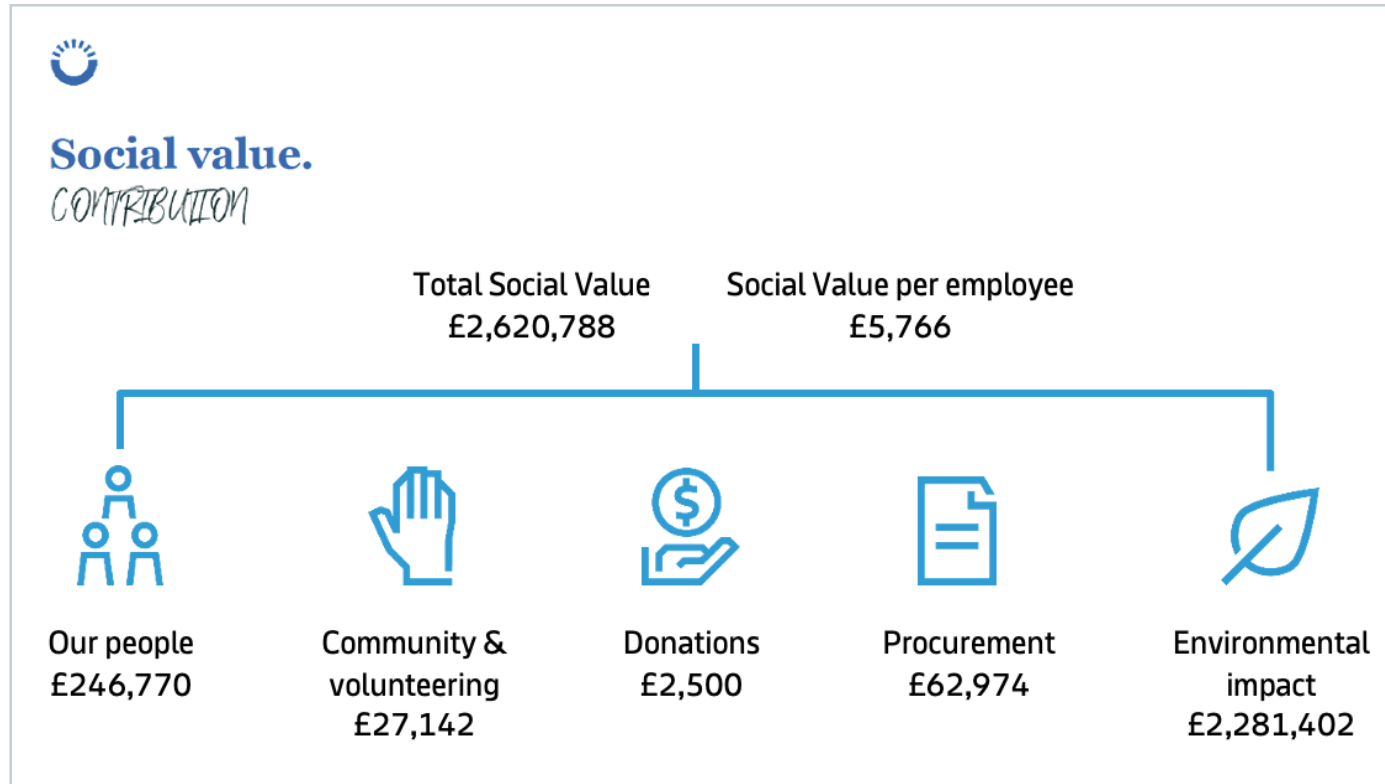 Social value.
CONTRIBUTION
Total Social Value
£2,620,788
Social Value per employee
£5,766
Our people
£246,770
Community &
volunteering
£27,142
Donations
£2,500
Procurement
£62,974
Environmental
impact
£2,281,402